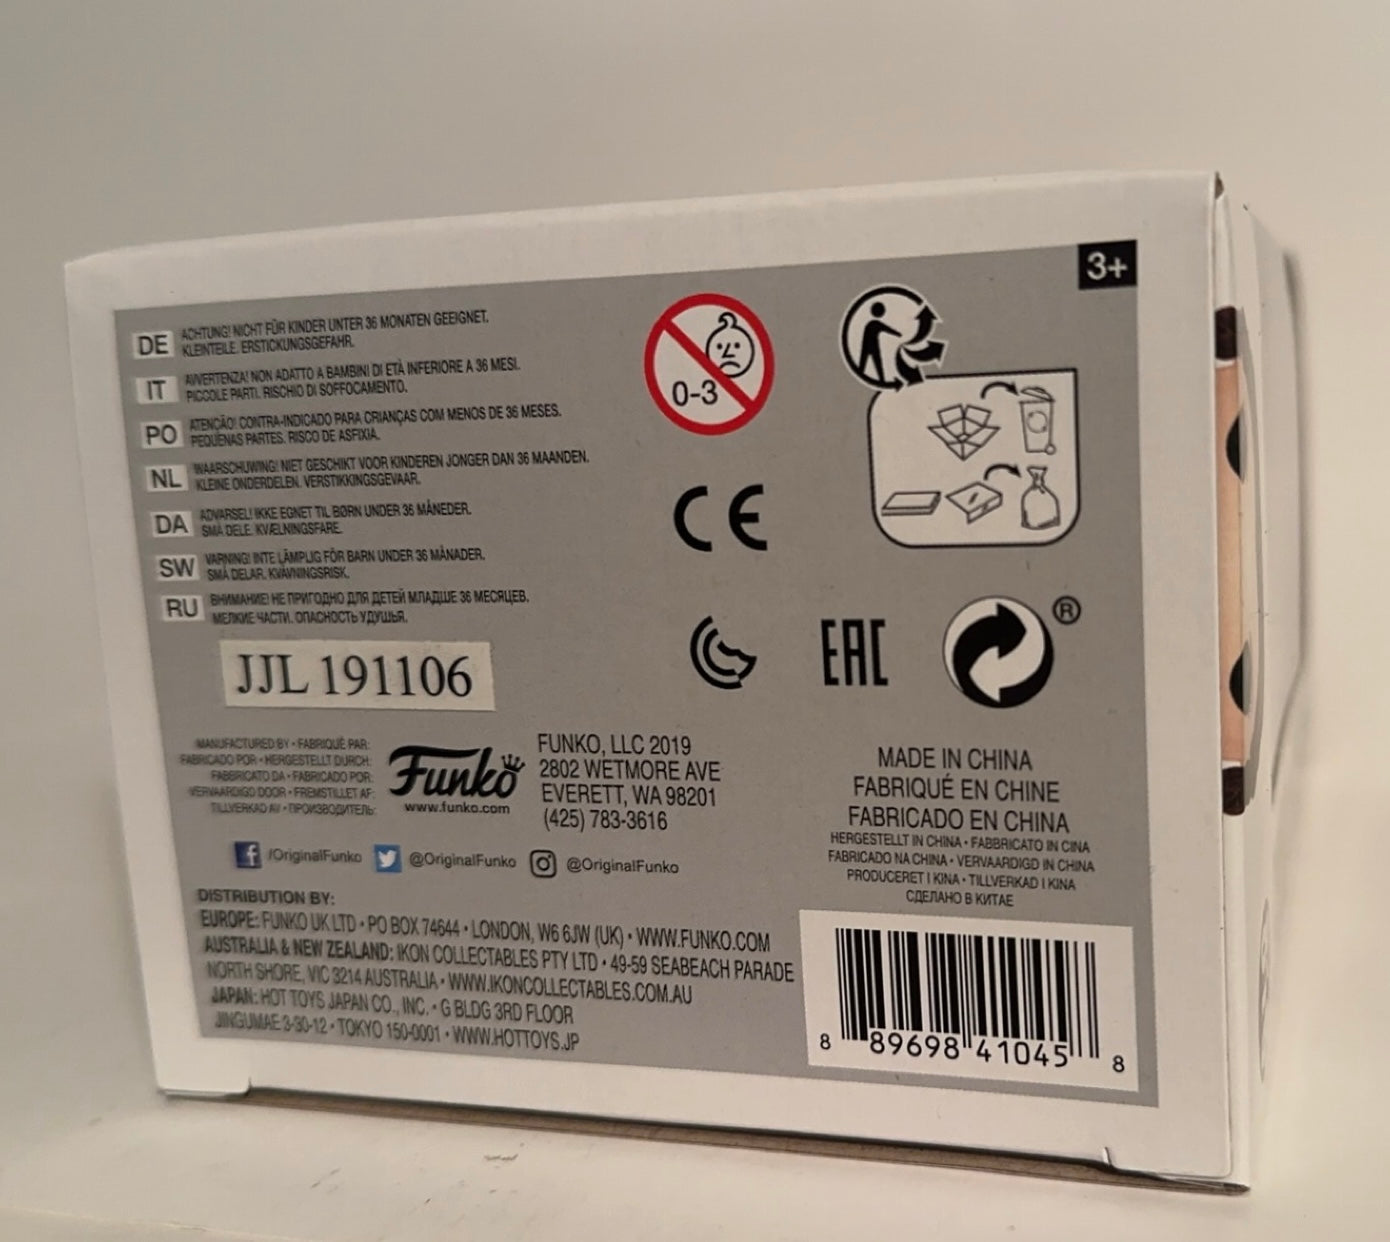 3+
DE ACHTUNG! NICHT FÜR KINDER UNTER 36 MONATEN GEEIGNET.
KLEINTEILE. ERSTICKUNGSGEFAHR.
IT AVVERTENZA! NON ADATTO A BAMBINI DI ETÀ INFERIORE A 36 MESI.
PICCOLE PARTI. RISCHIO DI SOFFOCAMENTO.
PO ATENÇÃO! CONTRA-INDICADO PARA CRIANÇAS COM MENOS DE 36 MESES.
PEQUENAS PARTES. RISCO DE ASFIXIA.
NL WAARSCHUWING! NIET GESCHIKT VOOR KINDEREN JONGER DAN 36 MAANDEN.
KLEINE ONDERDELEN. VERSTIKKINGSGEVAAR.
DA ADVARSEL! IKKE EGNET TIL BØRN UNDER 36 MÅNEDER.
SMÅ DELE. KVÆLNINGSFARE.
SW VARNING! INTE LÄMPLIG FÖR BARN UNDER 36 MÅNADER.
SMÅ DELAR. KVÄVNINGSRISK.
RU ВНИМАНИЕ! НЕ ПРИГОДНО ДЛЯ ДЕТЕЙ МЛАДШЕ 36 МЕСЯЦЕВ.
МЕЛКИЕ ЧАСТИ. ОПАСНОСТЬ УДУШЬЯ.
0-3
CE
EAC
®
JJL 191106
MANUFACTURED BY • FABRIQUÉ PAR:
FABRICADO POR • HERGESTELLT DURCH:
FABBRICATO DA • FABRICADO POR:
VERVAARDIGD DOOR • FREMSTILLET AF:
TILLVERKAD AV • ПРОИЗВОДИТЕЛЬ:
Funko
www.funko.com
FUNKO, LLC 2019
2802 WETMORE AVE
EVERETT, WA 98201
(425) 783-3616
/OriginalFunko @OriginalFunko @OriginalFunko
MADE IN CHINA
FABRIQUÉ EN CHINE
FABRICADO EN CHINA
HERGESTELLT IN CHINA • FABBRICATO IN CINA
FABRICADO NA CHINA • VERVAARDIGD IN CHINA
PRODUCERET I KINA • TILLVERKAD I KINA
СДЕЛАНО В КИТАЕ
DISTRIBUTION BY:
EUROPE: FUNKO UK LTD • PO BOX 74644 • LONDON, W6 6JW (UK) • WWW.FUNKO.COM
AUSTRALIA & NEW ZEALAND: IKON COLLECTABLES PTY LTD • 49-59 SEABEACH PARADE
NORTH SHORE, VIC 3214 AUSTRALIA • WWW.IKONCOLLECTABLES.COM.AU
JAPAN: HOT TOYS JAPAN CO., INC. • G BLDG 3RD FLOOR
JINGUMAE 3-30-12 • TOKYO 150-0001 • WWW.HOTTOYS.JP
8 89698 41045 8